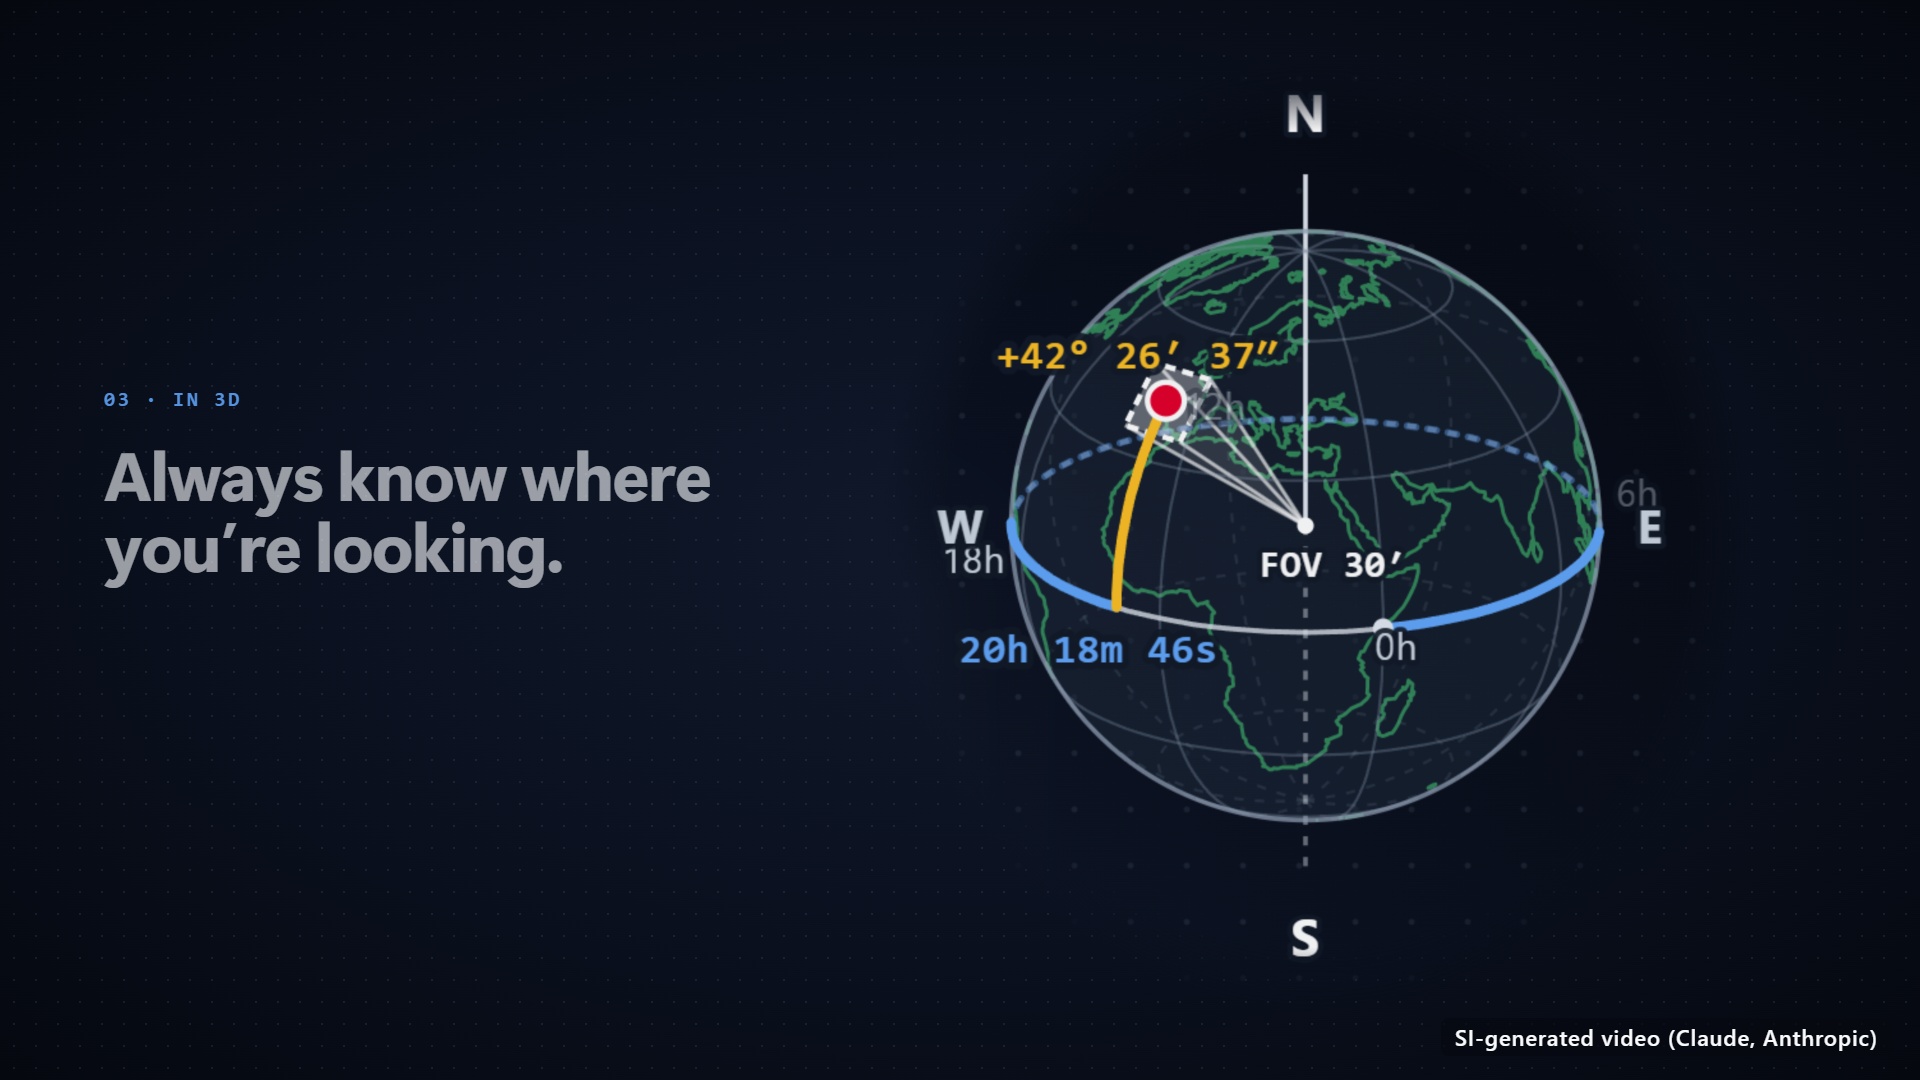 03 · IN 3D
Always know where
you’re looking.
N
+42° 26′ 37″
12h
6h
W
E
18h
FOV 30′
0h
20h 18m 46s
S
SI-generated video (Claude, Anthropic)